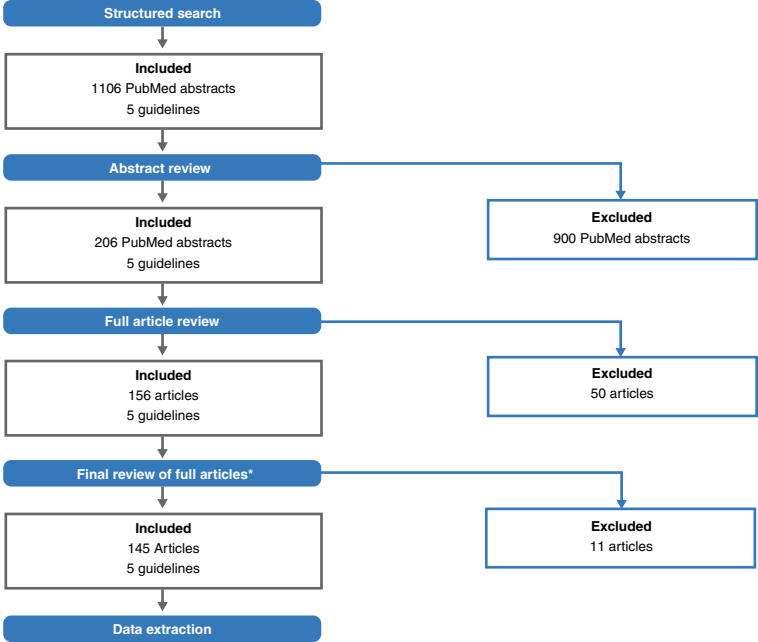 Structured search
Included
1106 PubMed abstracts
5 guidelines
Abstract review
Included
206 PubMed abstracts
5 guidelines
Excluded
900 PubMed abstracts
Full article review
Included
156 articles
5 guidelines
Excluded
50 articles
Final review of full articles*
Included
145 Articles
5 guidelines
Excluded
11 articles
Data extraction